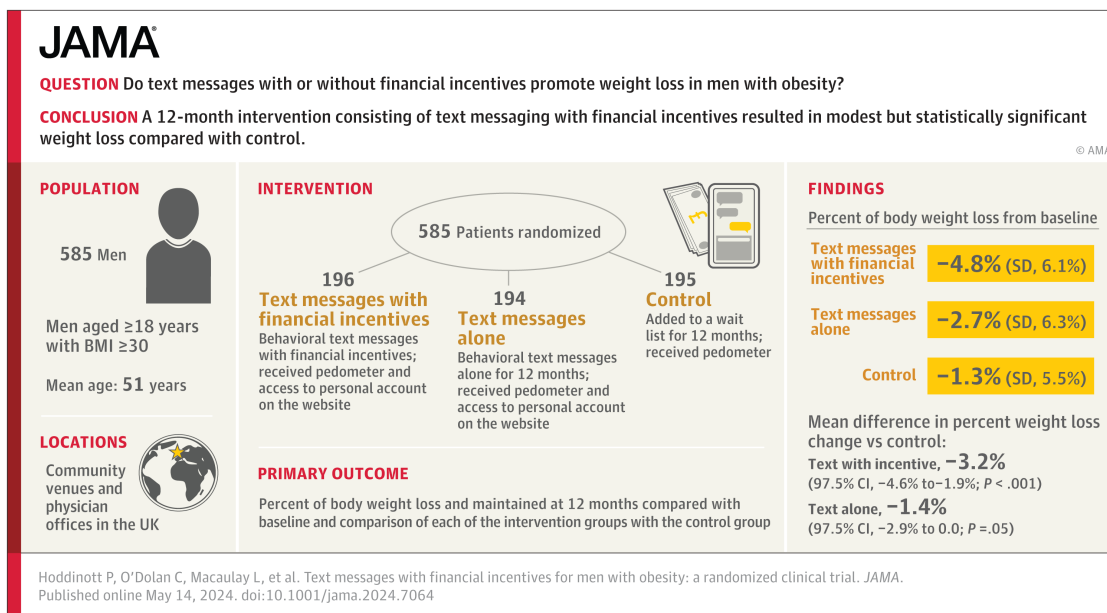 JAMA®
QUESTION Do text messages with or without financial incentives promote weight loss in men with obesity?
CONCLUSION A 12-month intervention consisting of text messaging with financial incentives resulted in modest but statistically significant
weight loss compared with control.
© AMA
POPULATION
585 Men
Men aged ≥18 years
with BMI ≥30
Mean age: 51 years
LOCATIONS
Community
venues and
physician
offices in the UK
INTERVENTION
585 Patients randomized
£
196
Text messages with
financial incentives
Behavioral text messages
with financial incentives;
received pedometer and
access to personal account
on the website
194
Text messages
alone
Behavioral text messages
alone for 12 months;
received pedometer and
access to personal account
on the website
195
Control
Added to a wait
list for 12 months;
received pedometer
PRIMARY OUTCOME
Percent of body weight loss and maintained at 12 months compared with
baseline and comparison of each of the intervention groups with the control group
FINDINGS
Percent of body weight loss from baseline
Text messages
with financial
incentives
−4.8% (SD, 6.1%)
Text messages
alone
−2.7% (SD, 6.3%)
Control
−1.3% (SD, 5.5%)
Mean difference in percent weight loss
change vs control:
Text with incentive, −3.2%
(97.5% CI, −4.6% to−1.9%; P < .001)
Text alone, −1.4%
(97.5% CI, −2.9% to 0.0; P =.05)
Hoddinott P, O’Dolan C, Macaulay L, et al. Text messages with financial incentives for men with obesity: a randomized clinical trial. JAMA.
Published online May 14, 2024. doi:10.1001/jama.2024.7064